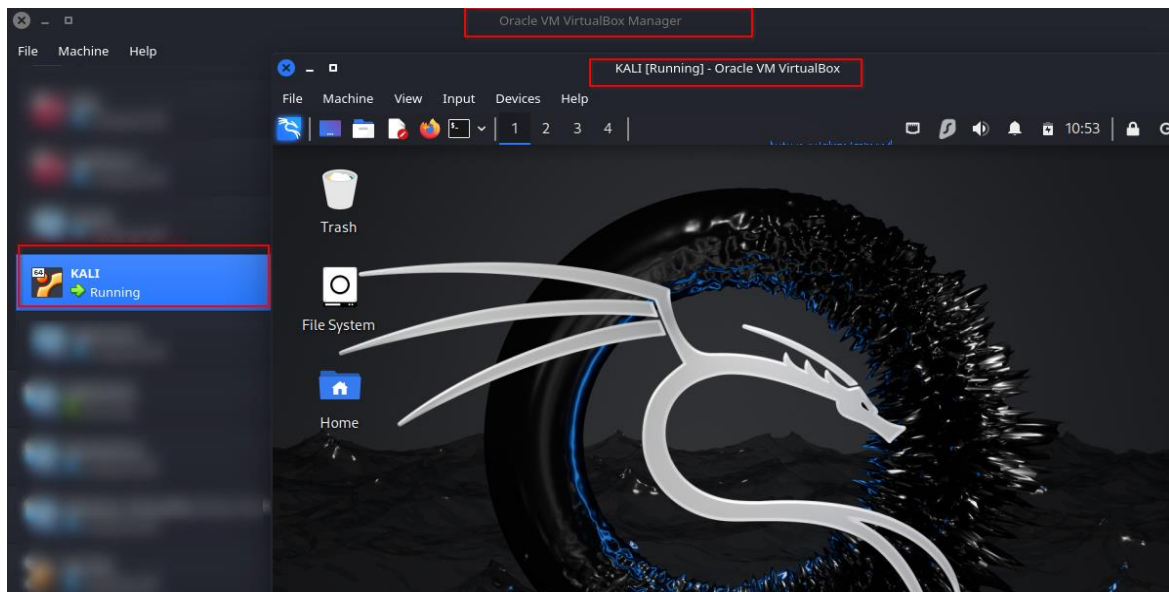 Oracle VM VirtualBox Manager
File Machine Help
KALI [Running] - Oracle VM VirtualBox
File Machine View Input Devices Help
1 2 3 4
10:53
Trash
64
KALI
Running
File System
Home